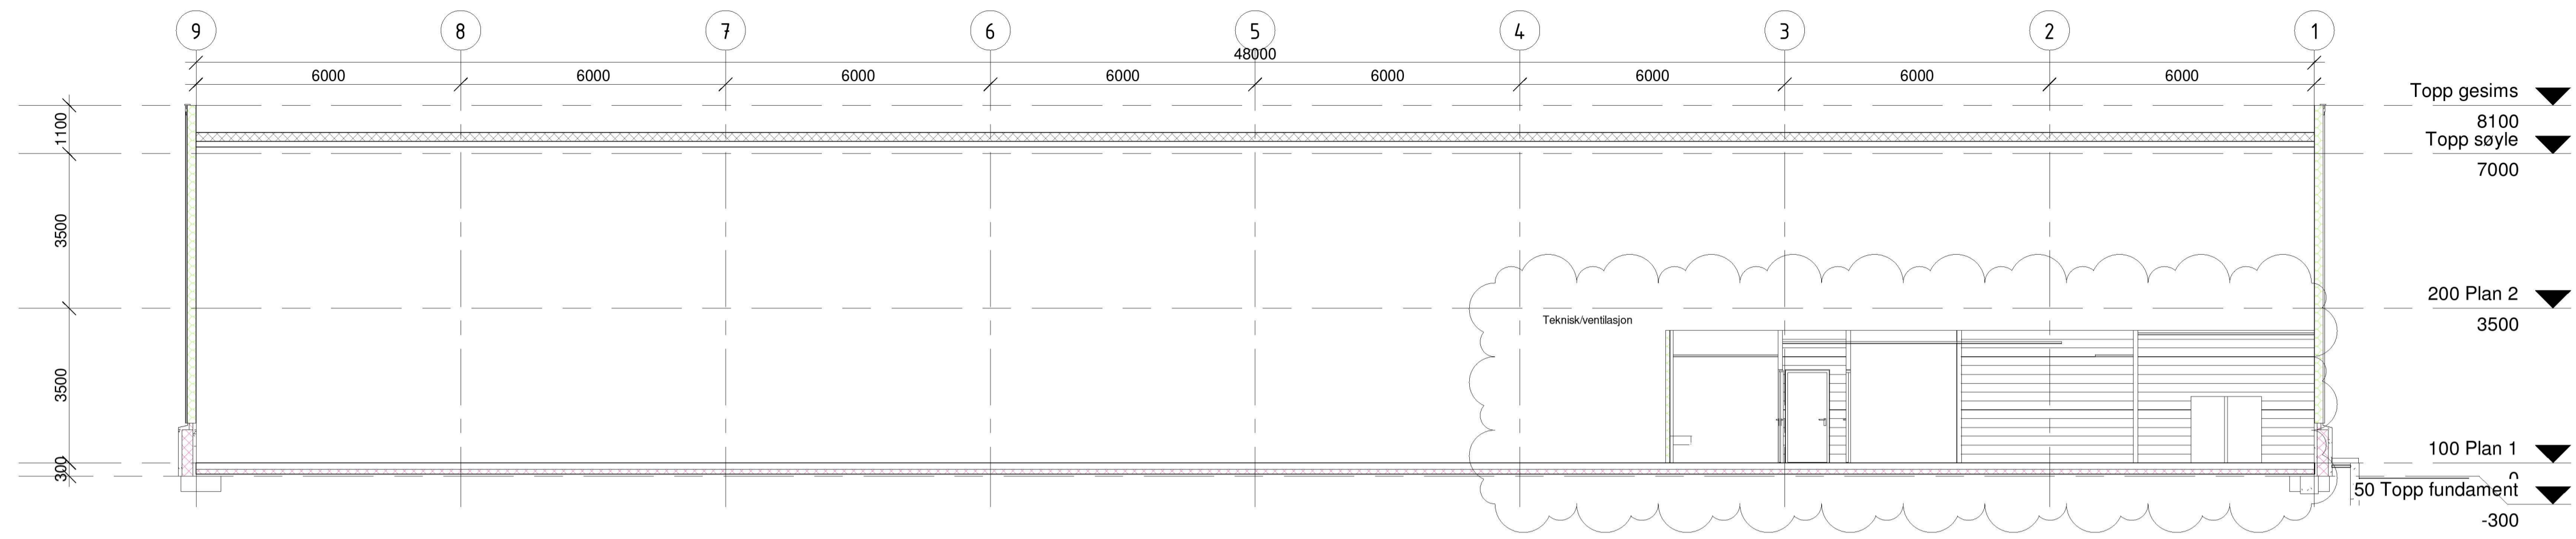 9 8 7 6 5 4 3 2 1
48000
6000 6000 6000 6000 6000 6000 6000 6000
Topp gesims
8100
1100
Topp søyle
7000
3500
200 Plan 2
3500
Teknisk/ventilasjon
3500
100 Plan 1
0
300
50 Topp fundament
-300